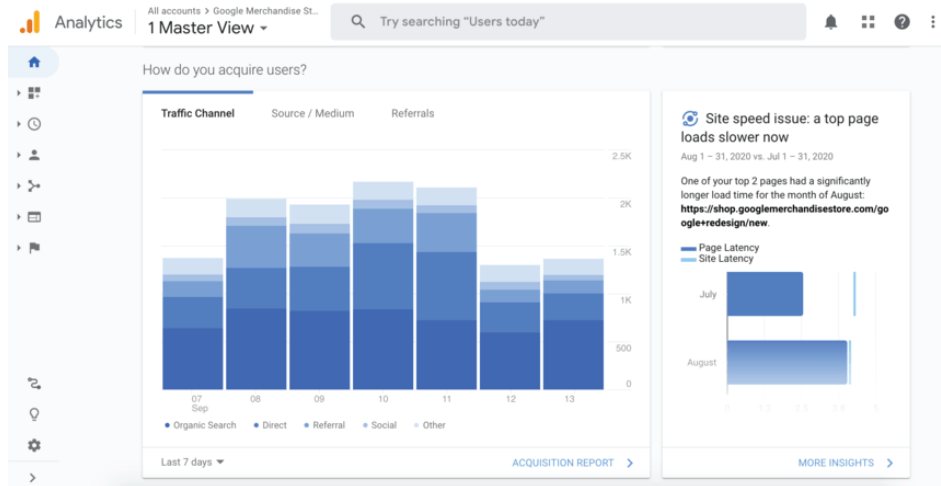 Analytics
All accounts > Google Merchandise St...
1 Master View
Try searching “Users today”
How do you acquire users?
Traffic Channel
Source / Medium
Referrals
2.5K
2K
1.5K
1K
500
0
07
Sep
08
09
10
11
12
13
Organic Search
Direct
Referral
Social
Other
Last 7 days
ACQUISITION REPORT
Site speed issue: a top page
loads slower now
Aug 1 – 31, 2020 vs. Jul 1 – 31, 2020
One of your top 2 pages had a significantly
longer load time for the month of August:
https://shop.googlemerchandisestore.com/go
ogle+redesign/new.
Page Latency
Site Latency
July
August
MORE INSIGHTS